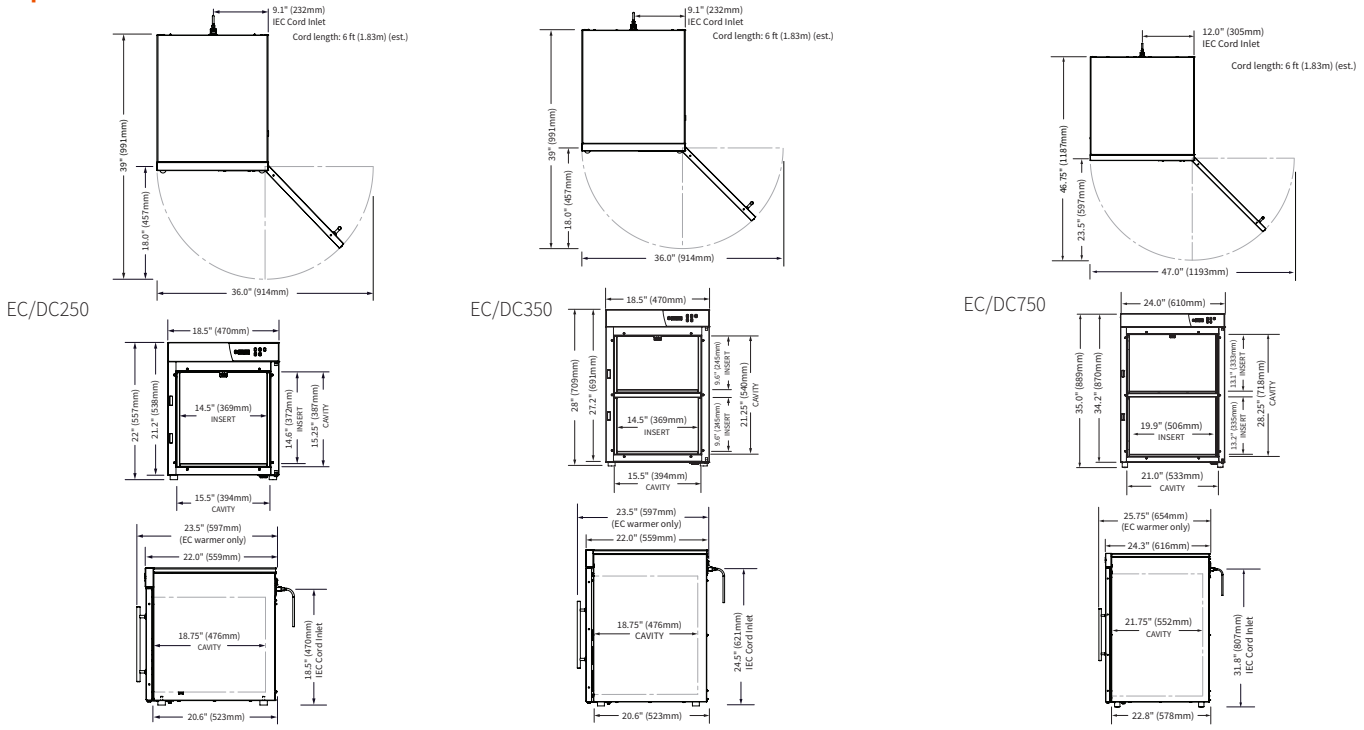 9.1" (232mm)
IEC Cord Inlet
Cord length: 6 ft (1.83m) (est.)
39" (991mm)
18.0" (457mm)
36.0" (914mm)
9.1" (232mm)
IEC Cord Inlet
Cord length: 6 ft (1.83m) (est.)
39" (991mm)
18.0" (457mm)
36.0" (914mm)
12.0" (305mm)
IEC Cord Inlet
Cord length: 6 ft (1.83m) (est.)
46.75" (1187mm)
23.5" (597mm)
47.0" (1193mm)
EC/DC250
18.5" (470mm)
22" (557mm)
21.2" (538mm)
14.5" (369mm)
INSERT
14.6" (372mm)
INSERT
15.25" (387mm)
CAVITY
15.5" (394mm)
CAVITY
EC/DC350
18.5" (470mm)
28" (709mm)
27.2" (691mm)
9.6" (245mm)
INSERT
9.6" (245mm)
INSERT
21.25" (540mm)
CAVITY
14.5" (369mm)
INSERT
15.5" (394mm)
CAVITY
EC/DC750
24.0" (610mm)
35.0" (889mm)
34.2" (870mm)
13.1" (333mm)
INSERT
13.2" (335mm)
INSERT
28.25" (718mm)
CAVITY
19.9" (506mm)
INSERT
21.0" (533mm)
CAVITY
23.5" (597mm)
(EC warmer only)
22.0" (559mm)
18.75" (476mm)
CAVITY
18.5" (470mm)
IEC Cord Inlet
20.6" (523mm)
23.5" (597mm)
(EC warmer only)
22.0" (559mm)
18.75" (476mm)
CAVITY
24.5" (621mm)
IEC Cord Inlet
20.6" (523mm)
25.75" (654mm)
(EC warmer only)
24.3" (616mm)
21.75" (552mm)
CAVITY
31.8" (807mm)
IEC Cord Inlet
22.8" (578mm)